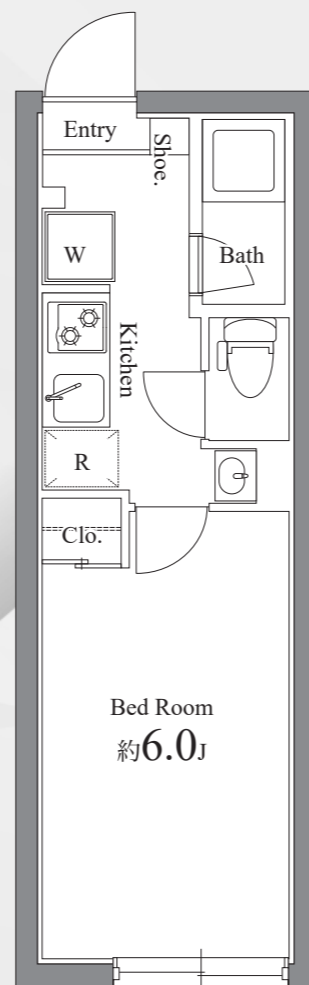 Entry
Shoe.
W
Bath
Kitchen
R
Clo.
Bed Room
約6.0J